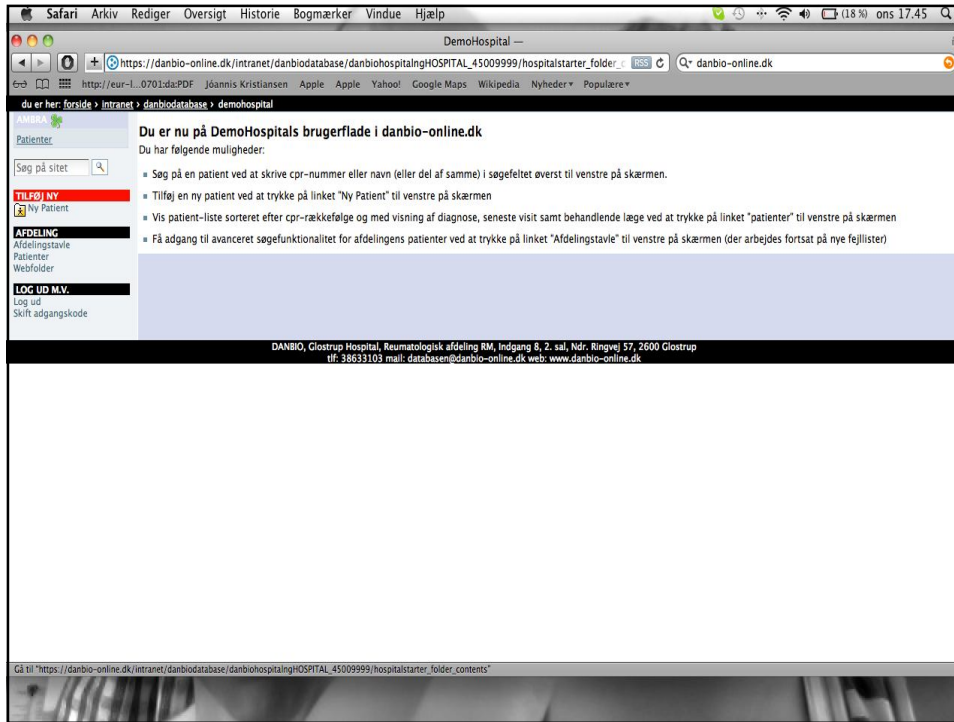 Safari Arkiv Rediger Oversigt Historie Bogmærker Vindue Hjælp (18 %) ons 17.45
DemoHospital —
https://danbio-online.dk/intranet/danbiodatabase/danbiohospitalngHOSPITAL_45009999/hospitalstarter_folder_c RSS danbio-online.dk
http://eur-l...0701:da:PDF Jóannis Kristiansen Apple Apple Yahoo! Google Maps Wikipedia Nyheder Populære
du er her: forside › intranet › danbiodatabase › demohospital
AMBRA
Patienter
Søg på sitet
TILFØJ NY
Ny Patient
AFDELING
Afdelingstavle
Patienter
Webfolder
LOG UD M.V.
Log ud
Skift adgangskode
Du er nu på DemoHospitals brugerflade i danbio-online.dk
Du har følgende muligheder:
Søg på en patient ved at skrive cpr-nummer eller navn (eller del af samme) i søgefeltet øverst til venstre på skærmen.
Tilføj en ny patient ved at trykke på linket "Ny Patient" til venstre på skærmen
Vis patient-liste sorteret efter cpr-rækkefølge og med visning af diagnose, seneste visit samt behandlende læge ved at trykke på linket "patienter" til venstre på skærmen
Få adgang til avanceret søgefunktionalitet for afdelingens patienter ved at trykke på linket "Afdelingstavle" til venstre på skærmen (der arbejdes fortsat på nye fejllister)
DANBIO, Glostrup Hospital, Reumatologisk afdeling RM, Indgang 8, 2. sal, Ndr. Ringvej 57, 2600 Glostrup
tlf: 38633103 mail: databasen@danbio-online.dk web: www.danbio-online.dk
Gå til "https://danbio-online.dk/intranet/danbiodatabase/danbiohospitalngHOSPITAL_45009999/hospitalstarter_folder_contents"